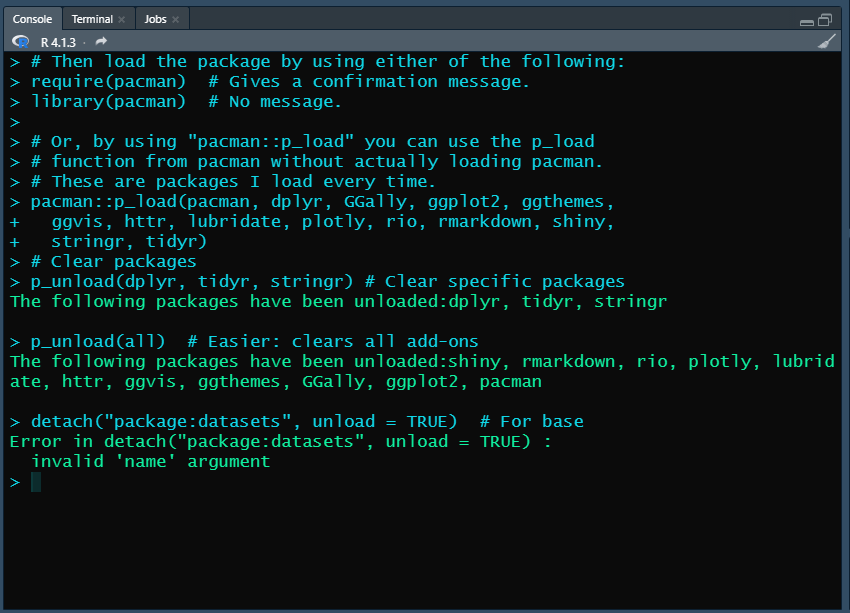 Console Terminal Jobs
R 4.1.3 ·
> # Then load the package by using either of the following:
> require(pacman)  # Gives a confirmation message.
> library(pacman)  # No message.
>
> # Or, by using "pacman::p_load" you can use the p_load
> # function from pacman without actually loading pacman.
> # These are packages I load every time.
> pacman::p_load(pacman, dplyr, GGally, ggplot2, ggthemes,
+   ggvis, httr, lubridate, plotly, rio, rmarkdown, shiny,
+   stringr, tidyr)
> # Clear packages
> p_unload(dplyr, tidyr, stringr) # Clear specific packages
The following packages have been unloaded:dplyr, tidyr, stringr
> p_unload(all)  # Easier: clears all add-ons
The following packages have been unloaded:shiny, rmarkdown, rio, plotly, lubrid
ate, httr, ggvis, ggthemes, GGally, ggplot2, pacman
> detach("package:datasets", unload = TRUE)  # For base
Error in detach("package:datasets", unload = TRUE) :
  invalid 'name' argument
>